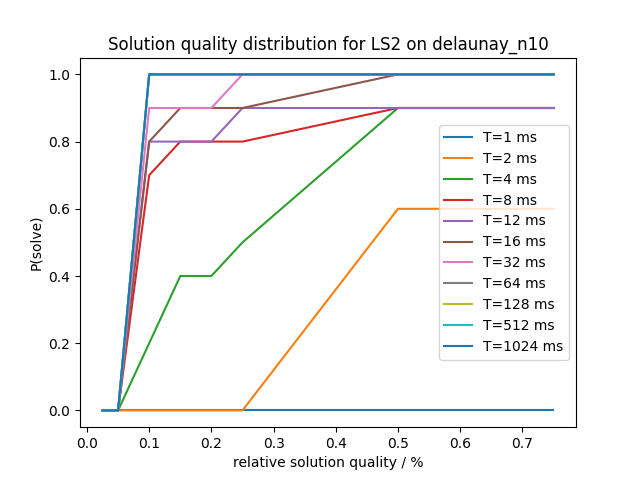 Solution quality distribution for LS2 on delaunay_n10
1.0
0.8
0.6
0.4
0.2
0.0
P(solve)
T=1 ms
T=2 ms
T=4 ms
T=8 ms
T=12 ms
T=16 ms
T=32 ms
T=64 ms
T=128 ms
T=512 ms
T=1024 ms
0.0 0.1 0.2 0.3 0.4 0.5 0.6 0.7
relative solution quality / %